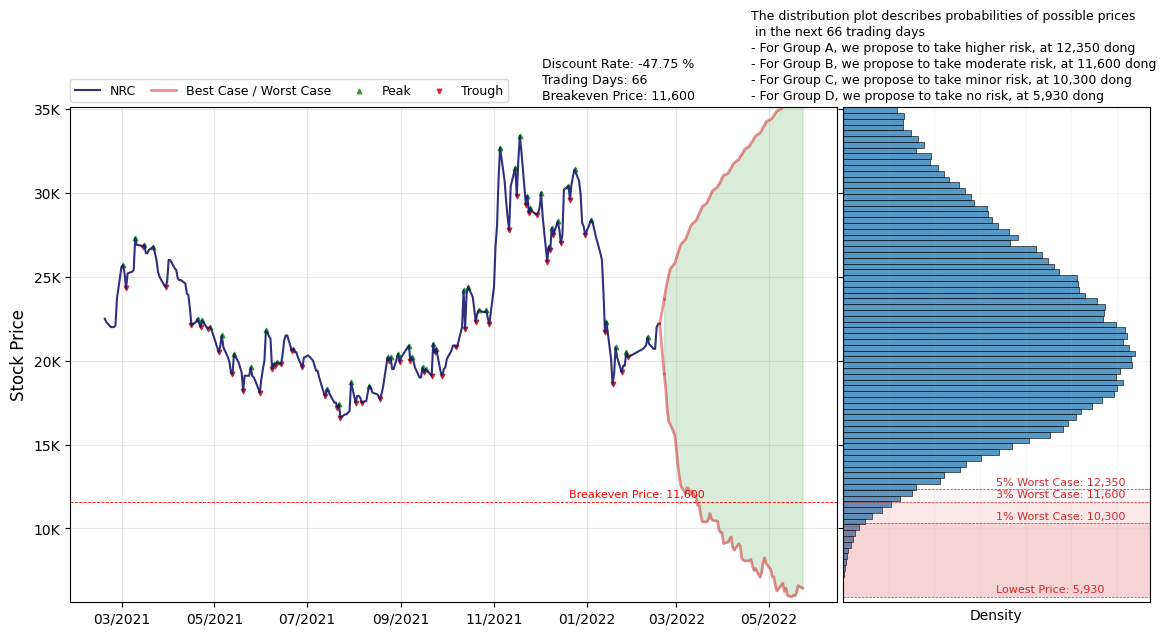 The distribution plot describes probabilities of possible prices
in the next 66 trading days
- For Group A, we propose to take higher risk, at 12,350 dong
- For Group B, we propose to take moderate risk, at 11,600 dong
- For Group C, we propose to take minor risk, at 10,300 dong
- For Group D, we propose to take no risk, at 5,930 dong
Discount Rate: -47.75 %
Trading Days: 66
Breakeven Price: 11,600
NRC
Best Case / Worst Case
Peak
Trough
Stock Price
35K
30K
25K
20K
15K
10K
Breakeven Price: 11,600
5% Worst Case: 12,350
3% Worst Case: 11,600
1% Worst Case: 10,300
Lowest Price: 5,930
03/2021
05/2021
07/2021
09/2021
11/2021
01/2022
03/2022
05/2022
Density